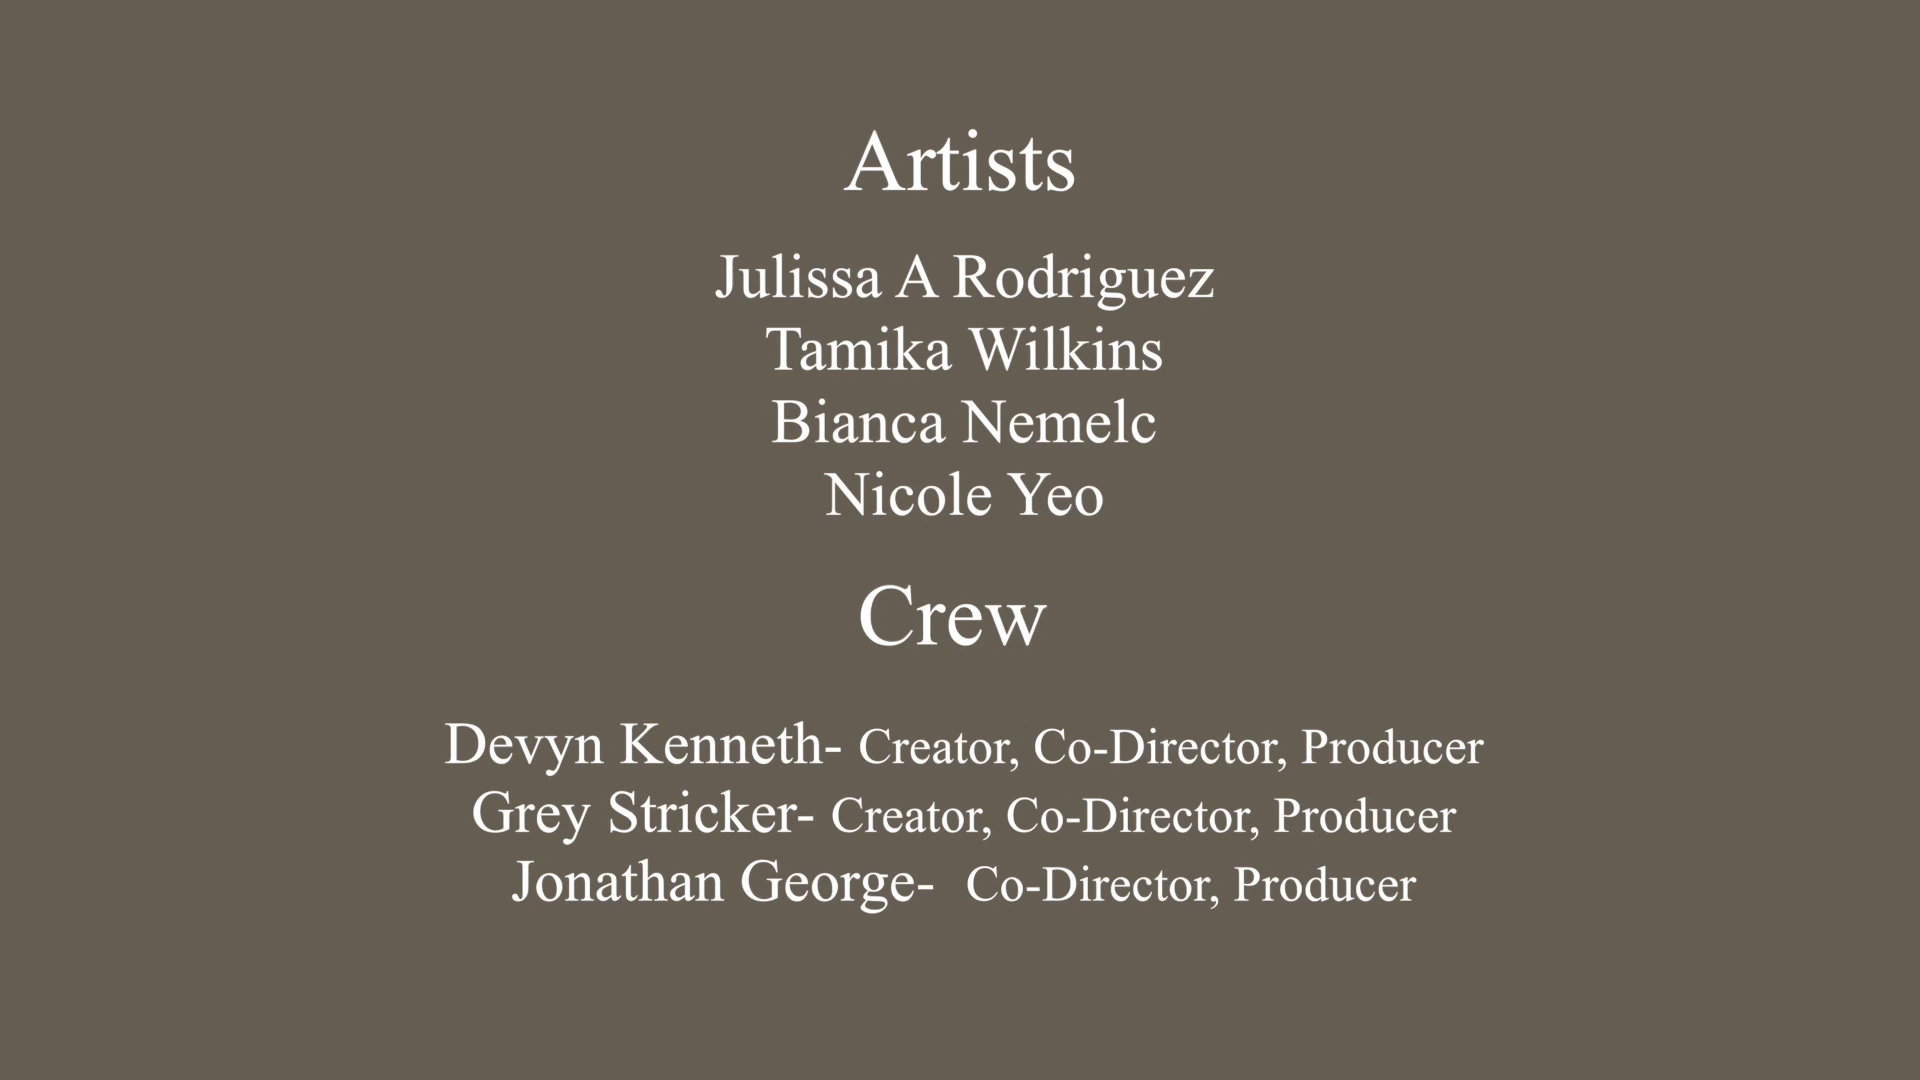 Artists
Julissa A Rodriguez
Tamika Wilkins
Bianca Nemelc
Nicole Yeo
Crew
Devyn Kenneth- Creator, Co-Director, Producer
Grey Stricker- Creator, Co-Director, Producer
Jonathan George-  Co-Director, Producer